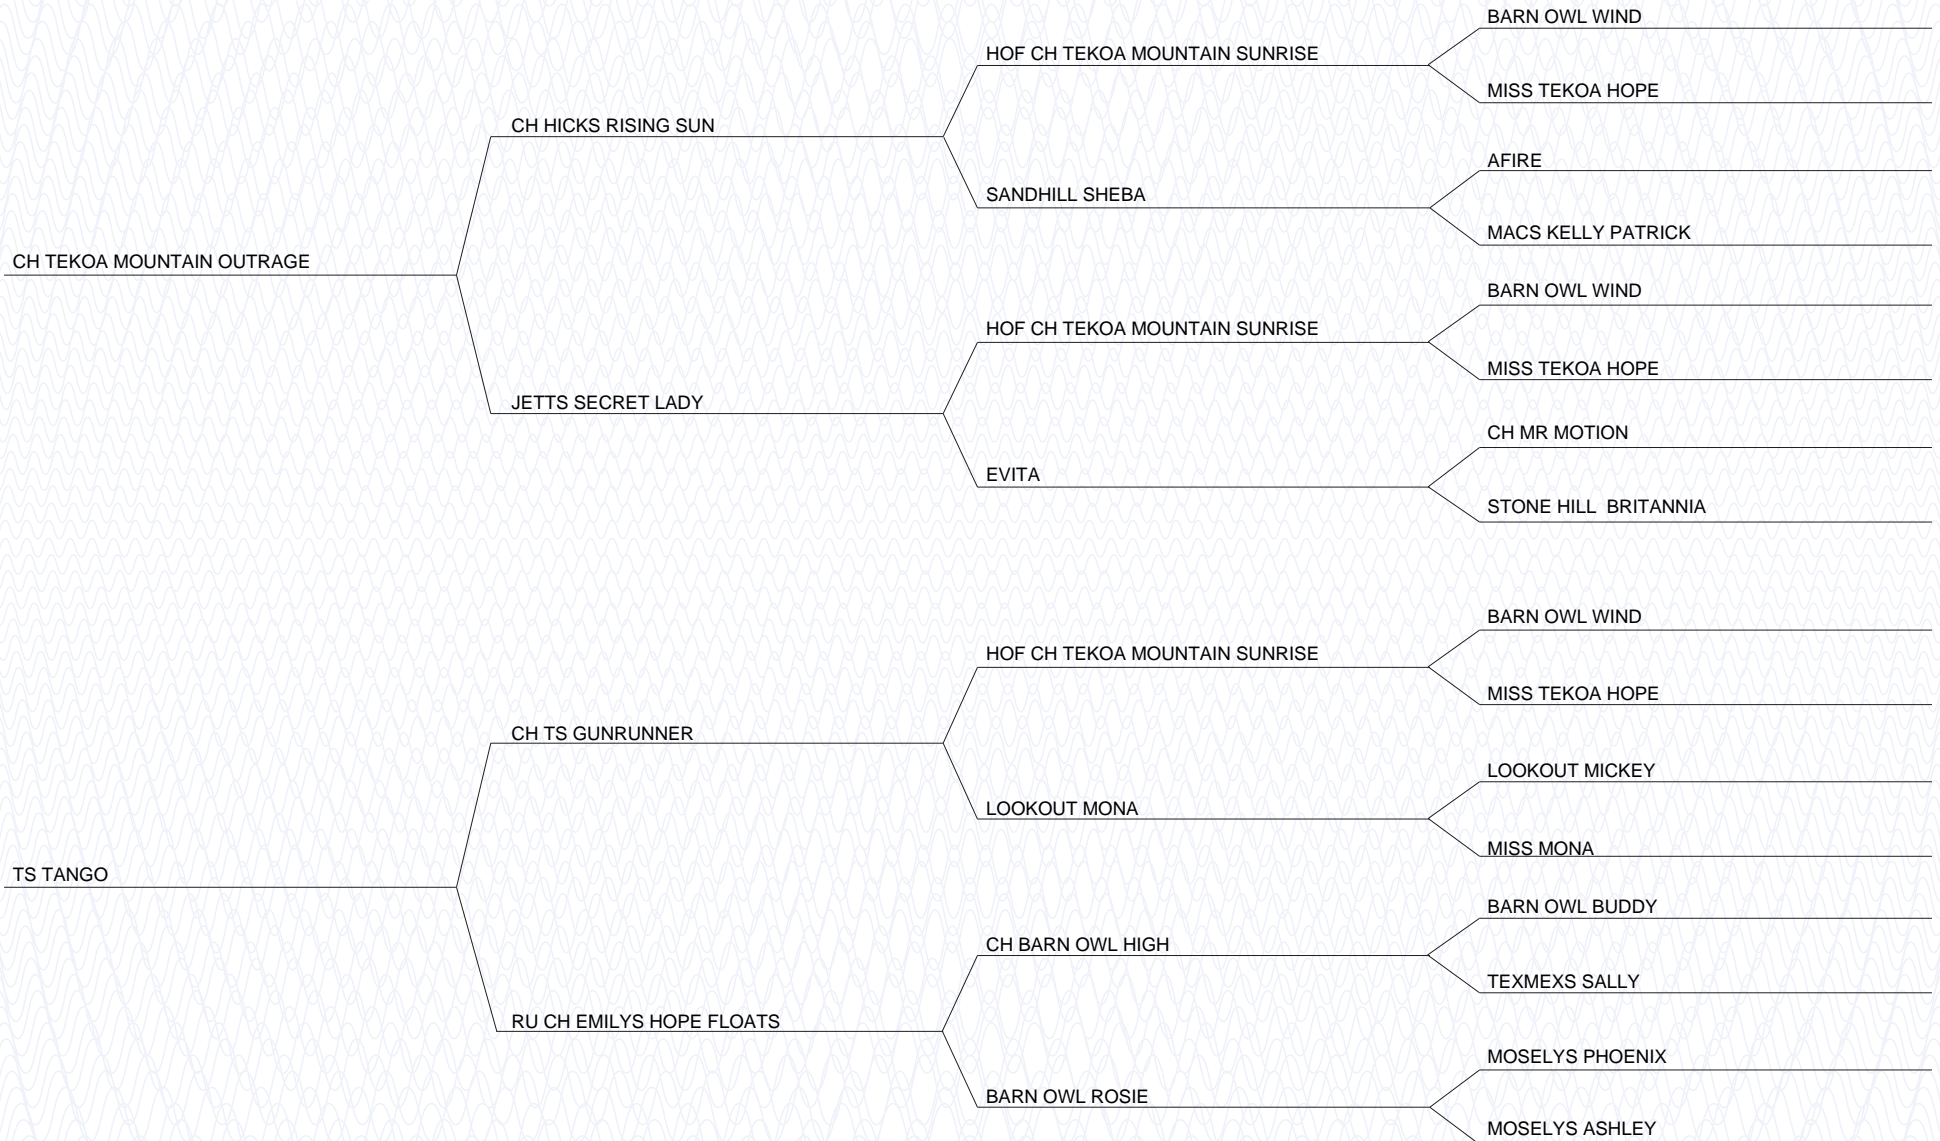 BARN OWL WIND
HOF CH TEKOA MOUNTAIN SUNRISE
MISS TEKOA HOPE
CH HICKS RISING SUN
AFIRE
SANDHILL SHEBA
MACS KELLY PATRICK
CH TEKOA MOUNTAIN OUTRAGE
BARN OWL WIND
HOF CH TEKOA MOUNTAIN SUNRISE
MISS TEKOA HOPE
JETTS SECRET LADY
CH MR MOTION
EVITA
STONE HILL  BRITANNIA
BARN OWL WIND
HOF CH TEKOA MOUNTAIN SUNRISE
MISS TEKOA HOPE
CH TS GUNRUNNER
LOOKOUT MICKEY
LOOKOUT MONA
MISS MONA
TS TANGO
BARN OWL BUDDY
CH BARN OWL HIGH
TEXMEXS SALLY
RU CH EMILYS HOPE FLOATS
MOSELYS PHOENIX
BARN OWL ROSIE
MOSELYS ASHLEY